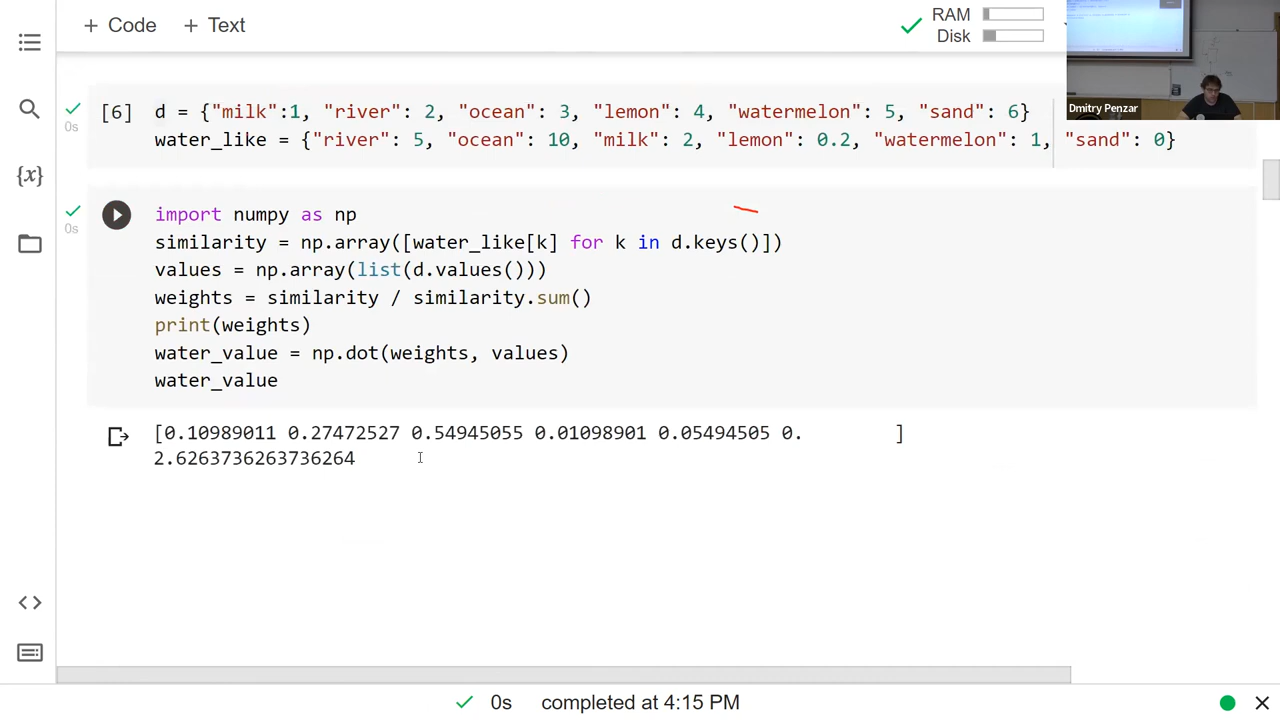 + Code + Text
RAM
Disk
Dmitry Penzar
[6] d = {"milk":1, "river": 2, "ocean": 3, "lemon": 4, "watermelon": 5, "sand": 6}
0s
water_like = {"river": 5, "ocean": 10, "milk": 2, "lemon": 0.2, "watermelon": 1, "sand": 0}
{x}
import numpy as np
0s
similarity = np.array([water_like[k] for k in d.keys()])
values = np.array(list(d.values()))
weights = similarity / similarity.sum()
print(weights)
water_value = np.dot(weights, values)
water_value
[0.10989011 0.27472527 0.54945055 0.01098901 0.05494505 0. ]
2.6263736263736264
0s completed at 4:15 PM